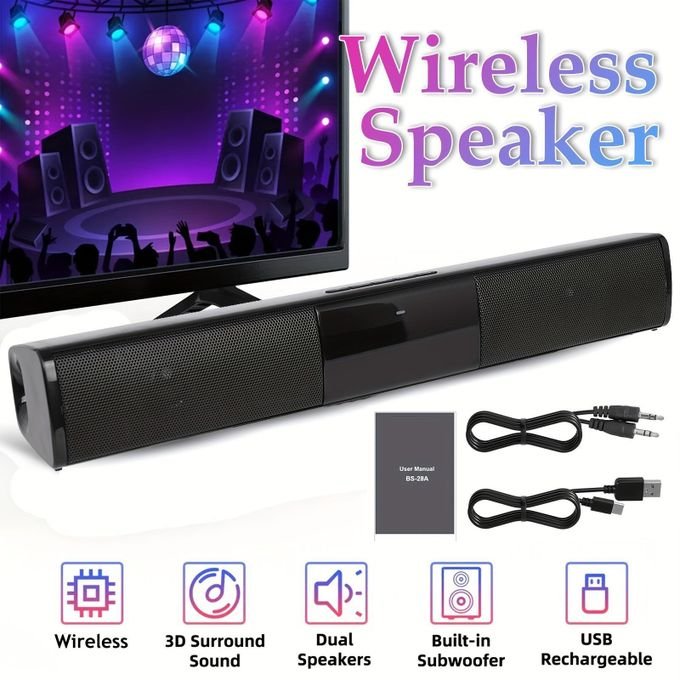 Wireless
Speaker
User Manual
BS-28A
Wireless
3D Surround
Sound
Dual
Speakers
Built-in
Subwoofer
USB
Rechargeable